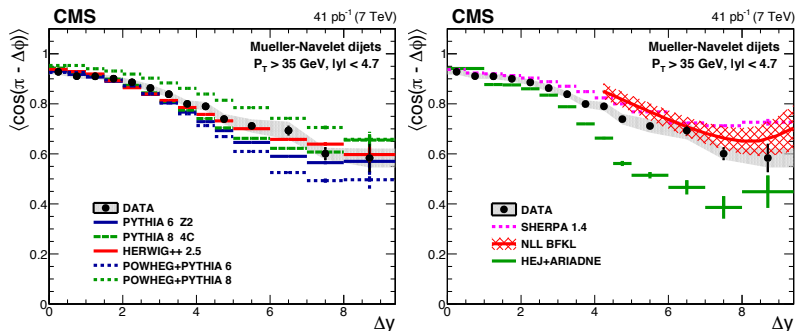 CMS
41 pb⁻¹ (7 TeV)
⟨cos(π - Δϕ)⟩
Mueller-Navelet dijets
P_T > 35 GeV, |y| < 4.7
1
0.8
0.6
0.4
0.2
0
DATA
PYTHIA 6 Z2
PYTHIA 8 4C
HERWIG++ 2.5
POWHEG+PYTHIA 6
POWHEG+PYTHIA 8
0 2 4 6 8
Δy
CMS
41 pb⁻¹ (7 TeV)
⟨cos(π - Δϕ)⟩
Mueller-Navelet dijets
P_T > 35 GeV, |y| < 4.7
1
0.8
0.6
0.4
0.2
0
DATA
SHERPA 1.4
NLL BFKL
HEJ+ARIADNE
0 2 4 6 8
Δy